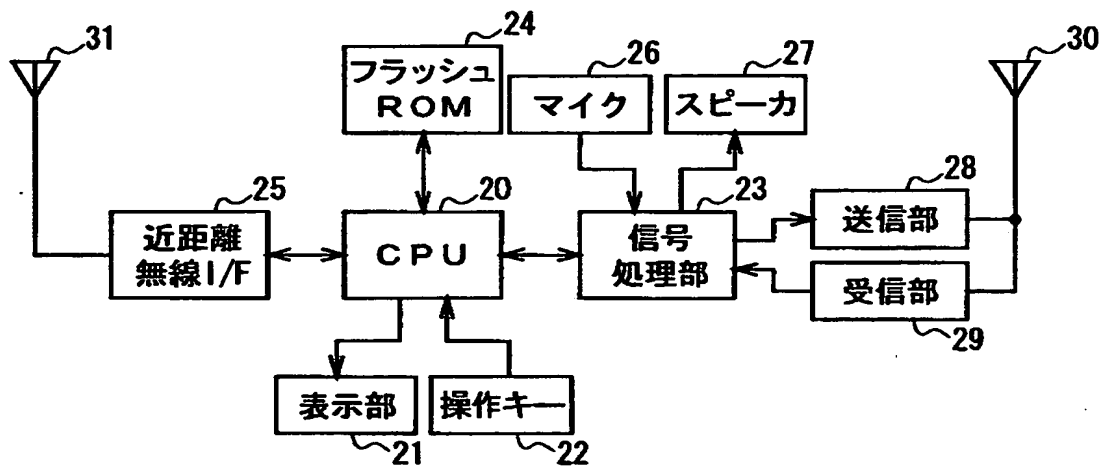 31
24
フラッシュ
ROM
26
マイク
27
スピーカ
30
25
近距離
無線I/F
20
CPU
23
信号
処理部
28
送信部
受信部
29
表示部
21
操作キー
22